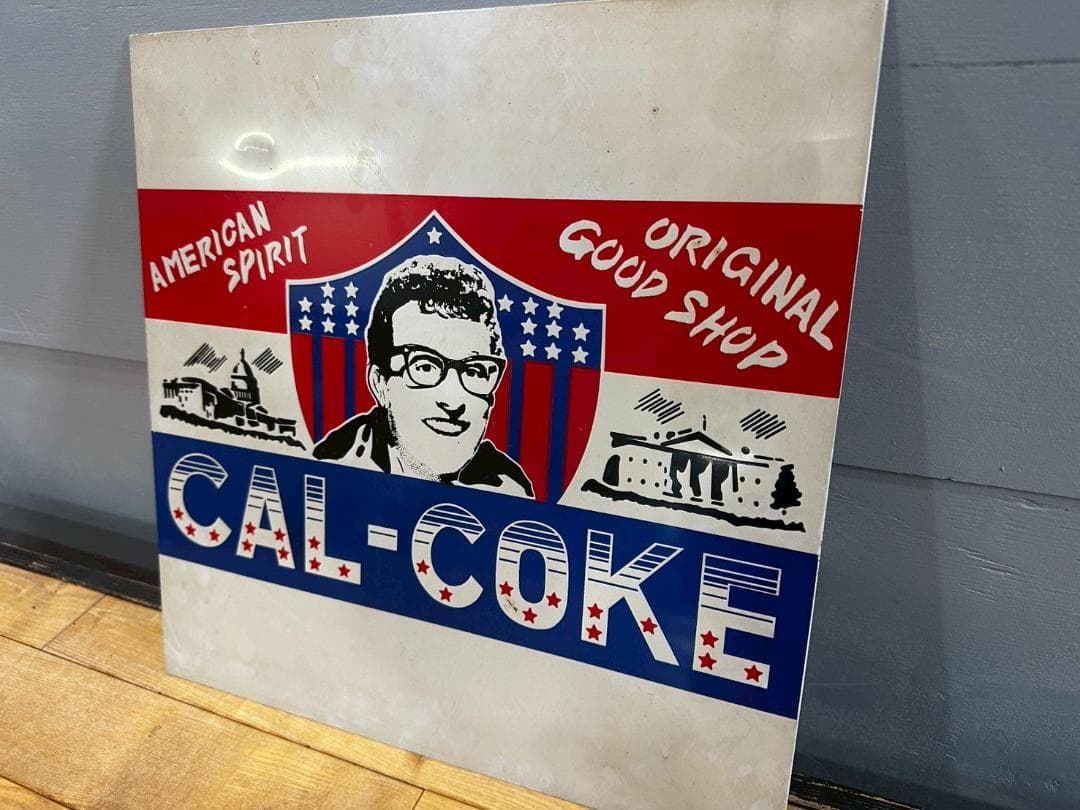 AMERICAN
SPIRIT
ORIGINAL
GOOD SHOP
CAL-COKE